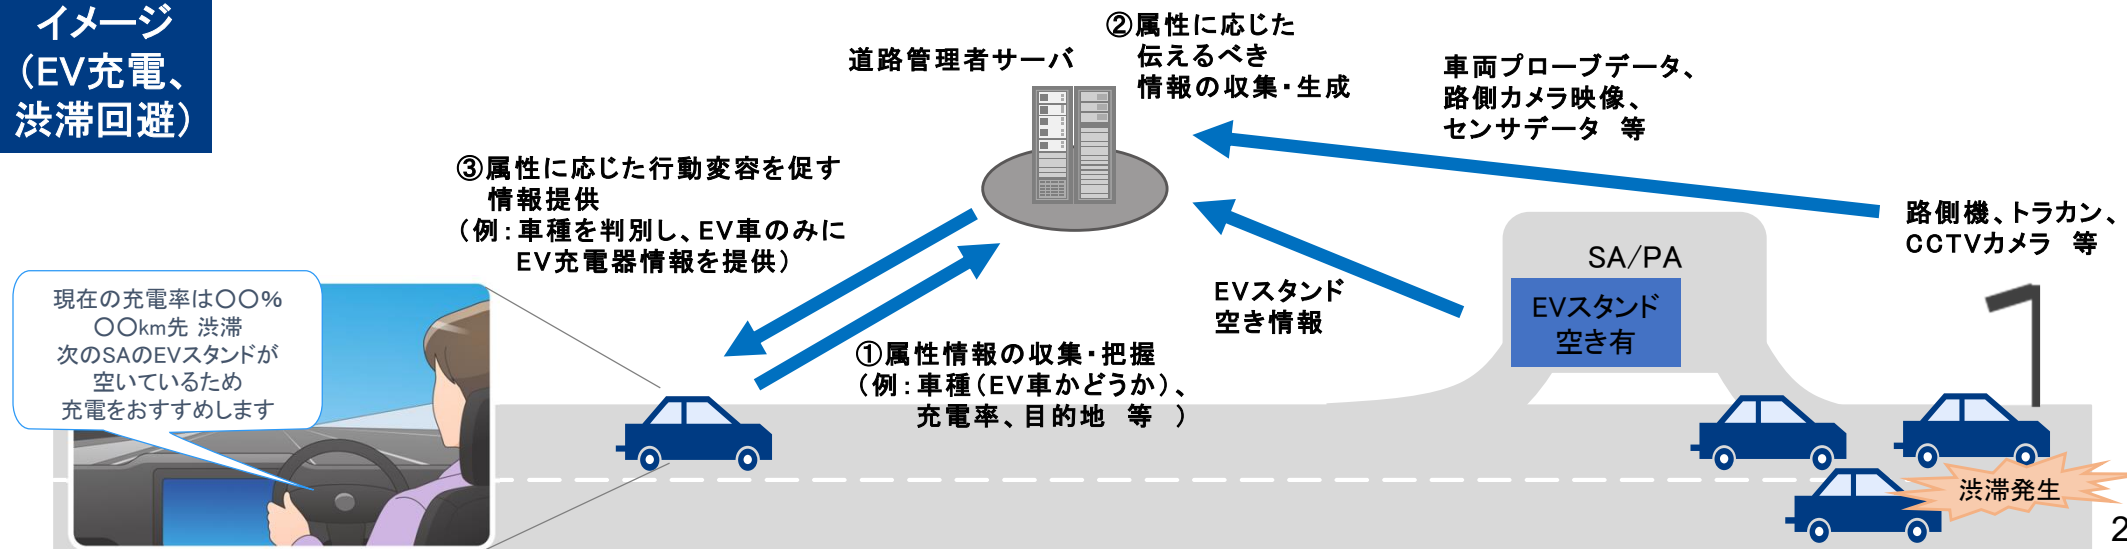 イメージ
（EV充電、
渋滞回避）
道路管理者サーバ
②属性に応じた
伝えるべき
情報の収集・生成
車両プローブデータ、
路側カメラ映像、
センサデータ 等
③属性に応じた行動変容を促す
情報提供
（例：車種を判別し、EV車のみに
EV充電器情報を提供）
路側機、トラカン、
CCTVカメラ 等
SA/PA
EVスタンド
空き有
EVスタンド
空き情報
①属性情報の収集・把握
（例：車種（EV車かどうか）、
充電率、目的地 等 ）
現在の充電率は〇〇％
〇〇km先 渋滞
次のSAのEVスタンドが
空いているため
充電をおすすめします
渋滞発生
2